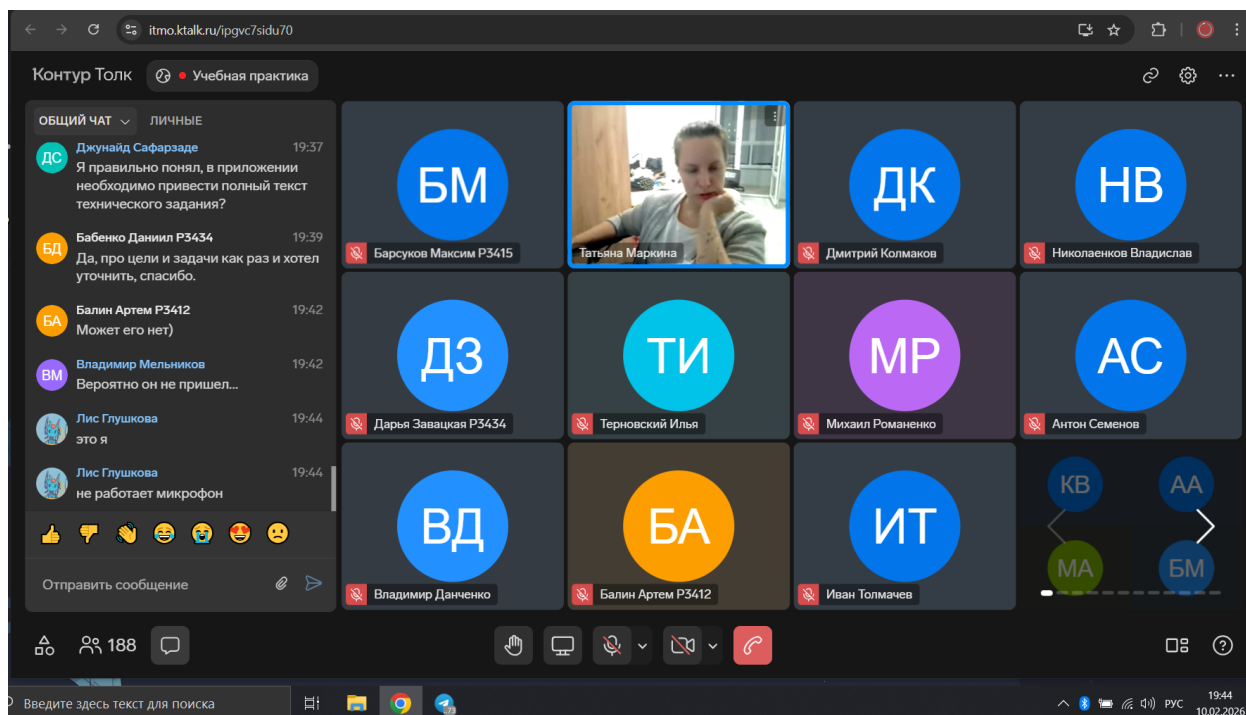 itmo.ktalk.ru/ipgvc7sidu70
Контур Толк
Учебная практика
ОБЩИЙ ЧАТ
ЛИЧНЫЕ
ДС
Джунайд Сафарзаде 19:37
Я правильно понял, в приложении
необходимо привести полный текст
технического задания?
БД
Бабенко Даниил Р3434 19:39
Да, про цели и задачи как раз и хотел
уточнить, спасибо.
БА
Балин Артем Р3412 19:42
Может его нет)
ВМ
Владимир Мельников 19:42
Вероятно он не пришел...
Лис Глушкова 19:44
это я
Лис Глушкова 19:44
не работает микрофон
Отправить сообщение
БМ
Барсуков Максим Р3415
Татьяна Маркина
ДК
Дмитрий Колмаков
НВ
Николаенков Владислав
ДЗ
Дарья Завацкая Р3434
ТИ
Терновский Илья
МР
Михаил Романенко
АС
Антон Семенов
ВД
Владимир Данченко
БА
Балин Артем Р3412
ИТ
Иван Толмачев
КВ
АА
МА
БМ
188
Введите здесь текст для поиска
73
РУС
19:44
10.02.2026